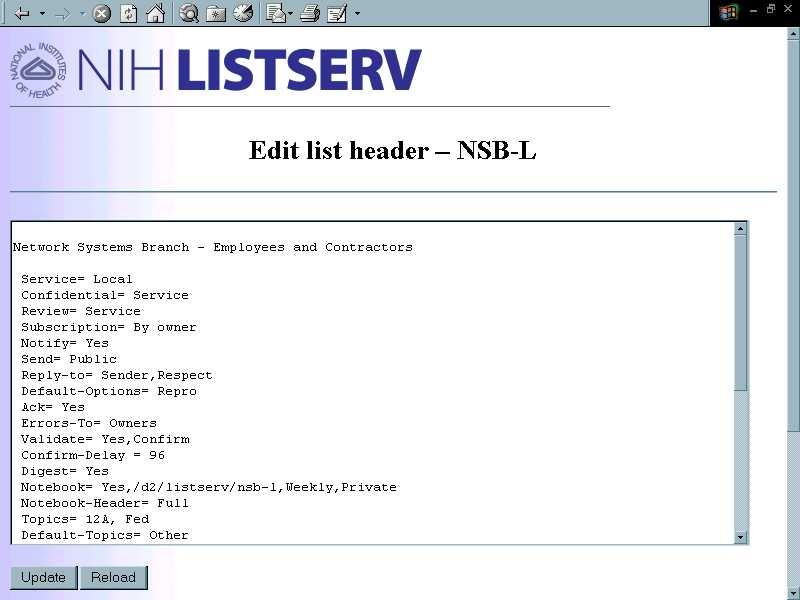 NATIONAL INSTITUTES OF HEALTH
NIH LISTSERV
Edit list header – NSB-L
Network Systems Branch - Employees and Contractors
Service= Local
Confidential= Service
Review= Service
Subscription= By owner
Notify= Yes
Send= Public
Reply-to= Sender,Respect
Default-Options= Repro
Ack= Yes
Errors-To= Owners
Validate= Yes,Confirm
Confirm-Delay = 96
Digest= Yes
Notebook= Yes,/d2/listserv/nsb-l,Weekly,Private
Notebook-Header= Full
Topics= 12A, Fed
Default-Topics= Other
Update Reload